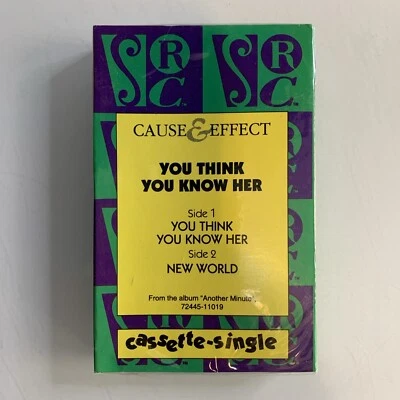 SRC SRC
CAUSE & EFFECT
YOU THINK
YOU KNOW HER
Side 1
YOU THINK
YOU KNOW HER
Side 2
NEW WORLD
From the album "Another Minute",
72445-11019
cassette-single